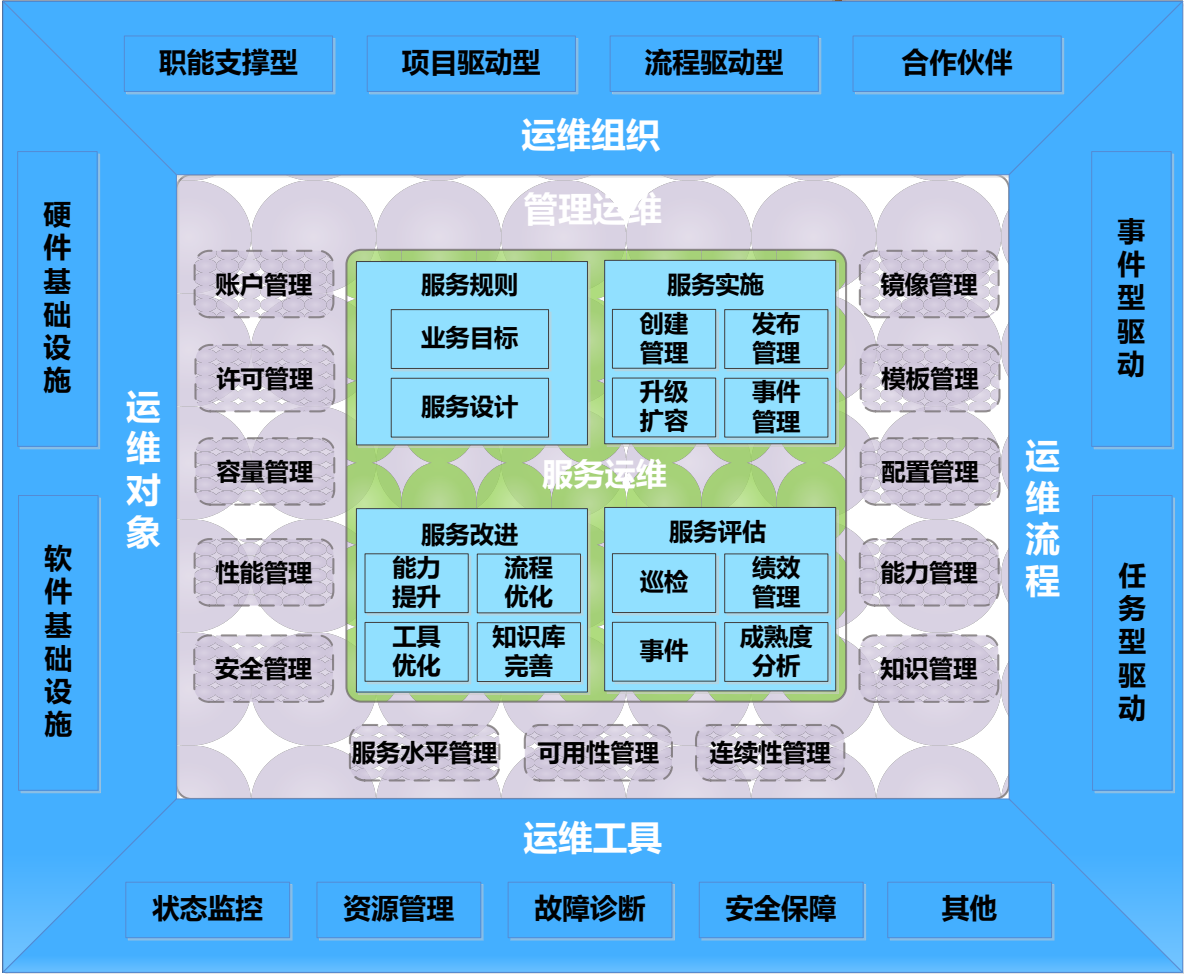 职能支撑型
项目驱动型
流程驱动型
合作伙伴
运维组织
硬件基础设施
软件基础设施
运维对象
管理运维
账户管理
许可管理
容量管理
性能管理
安全管理
服务规则
业务目标
服务设计
服务实施
创建
管理
发布
管理
升级
扩容
事件
管理
服务运维
服务改进
能力
提升
流程
优化
工具
优化
知识库
完善
服务评估
巡检
绩效
管理
事件
成熟度
分析
镜像管理
模板管理
配置管理
能力管理
知识管理
服务水平管理
可用性管理
连续性管理
运维流程
事件型驱动
任务型驱动
运维工具
状态监控
资源管理
故障诊断
安全保障
其他